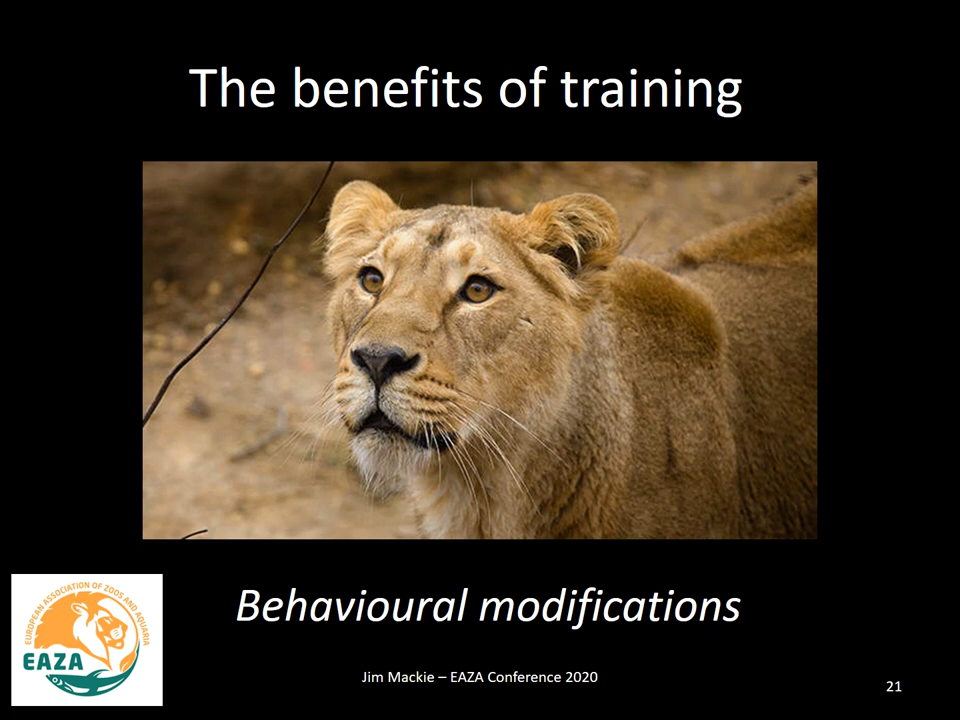 The benefits of training
Behavioural modifications
EUROPEAN ASSOCIATION OF ZOOS AND AQUARIA
EAZA
Jim Mackie – EAZA Conference 2020
21